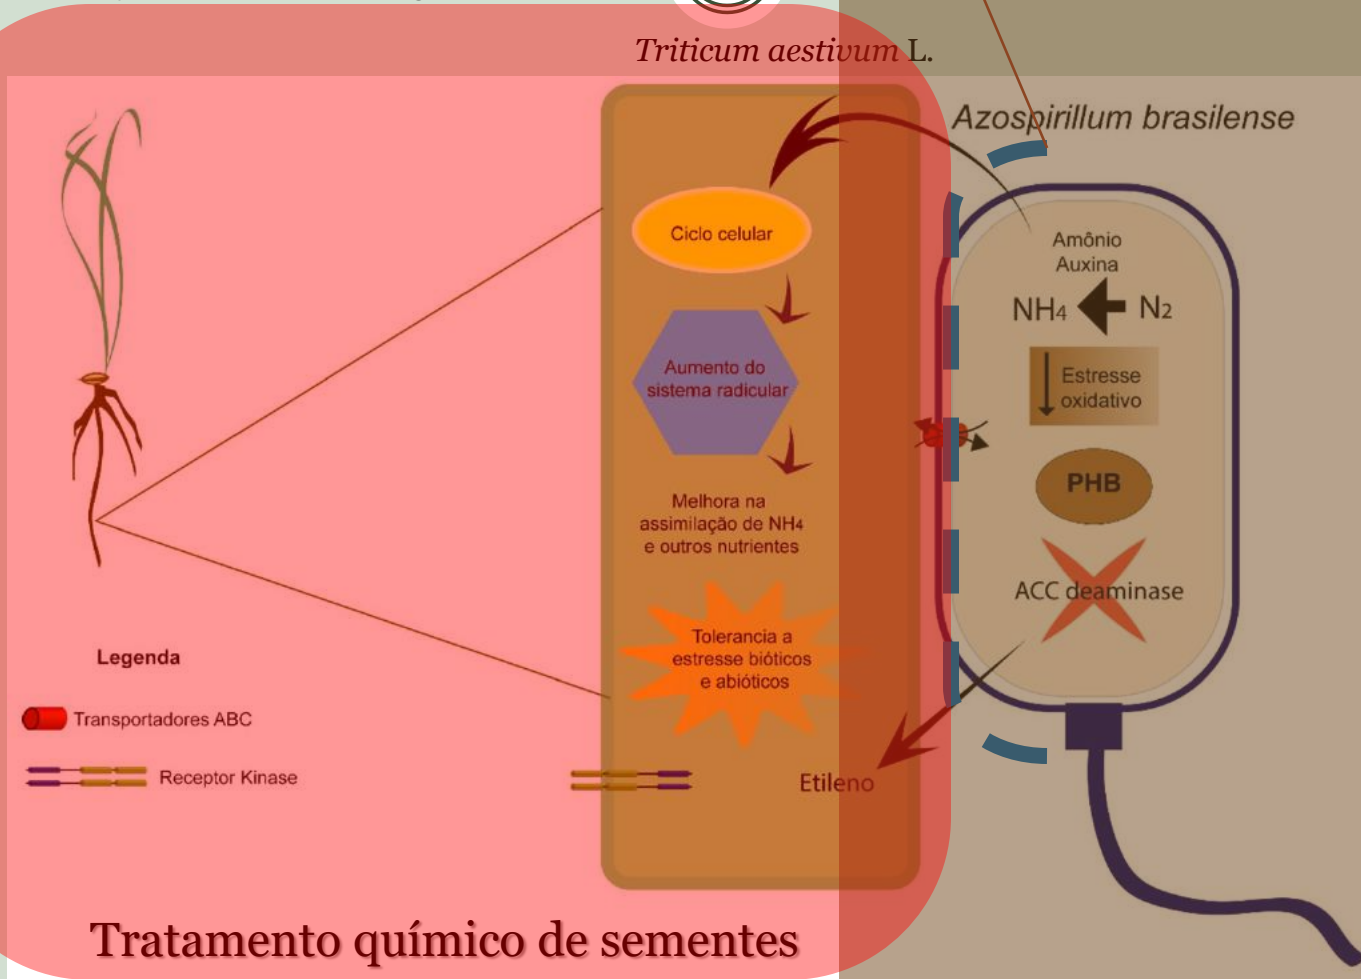 Triticum aestivum L.
Azospirillum brasilense
Ciclo celular
Aumento do
sistema radicular
Melhora na
assimilação de NH4
e outros nutrientes
Tolerancia a
estresse bióticos
e abióticos
Etileno
Amônio
Auxina
NH4
N2
Estresse
oxidativo
PHB
ACC deaminase
Legenda
Transportadores ABC
Receptor Kinase
Tratamento químico de sementes